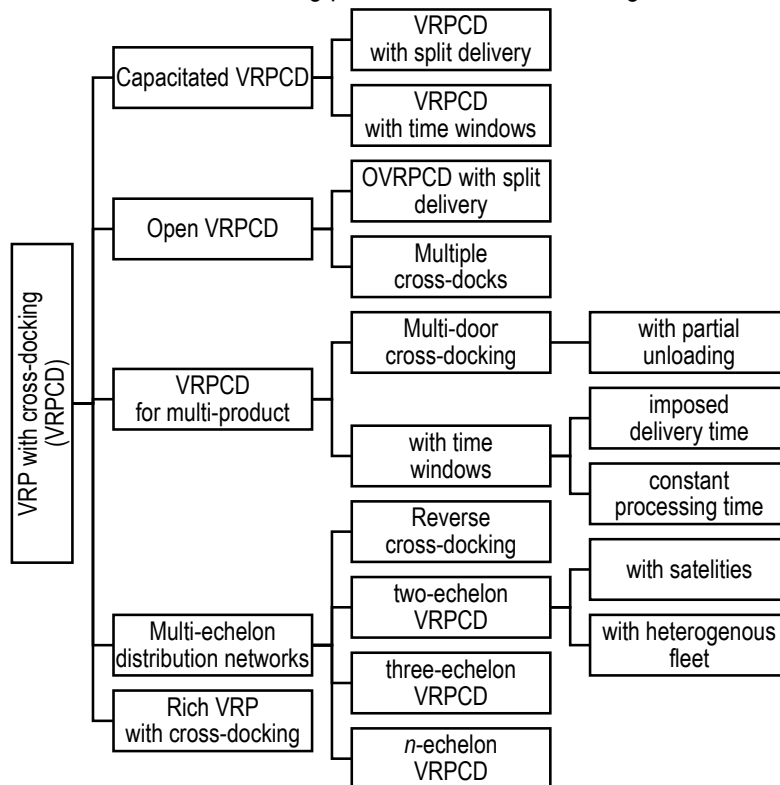 VRP with cross-docking
(VRPCD)
Capacitated VRPCD
VRPCD
with split delivery
VRPCD
with time windows
Open VRPCD
OVRPCD with split
delivery
Multiple
cross-docks
VRPCD
for multi-product
Multi-door
cross-docking
with partial
unloading
with time
windows
imposed
delivery time
constant
processing time
Multi-echelon
distribution networks
Reverse
cross-docking
two-echelon
VRPCD
with satelities
with heterogenous
fleet
three-echelon
VRPCD
n-echelon
VRPCD
Rich VRP
with cross-docking